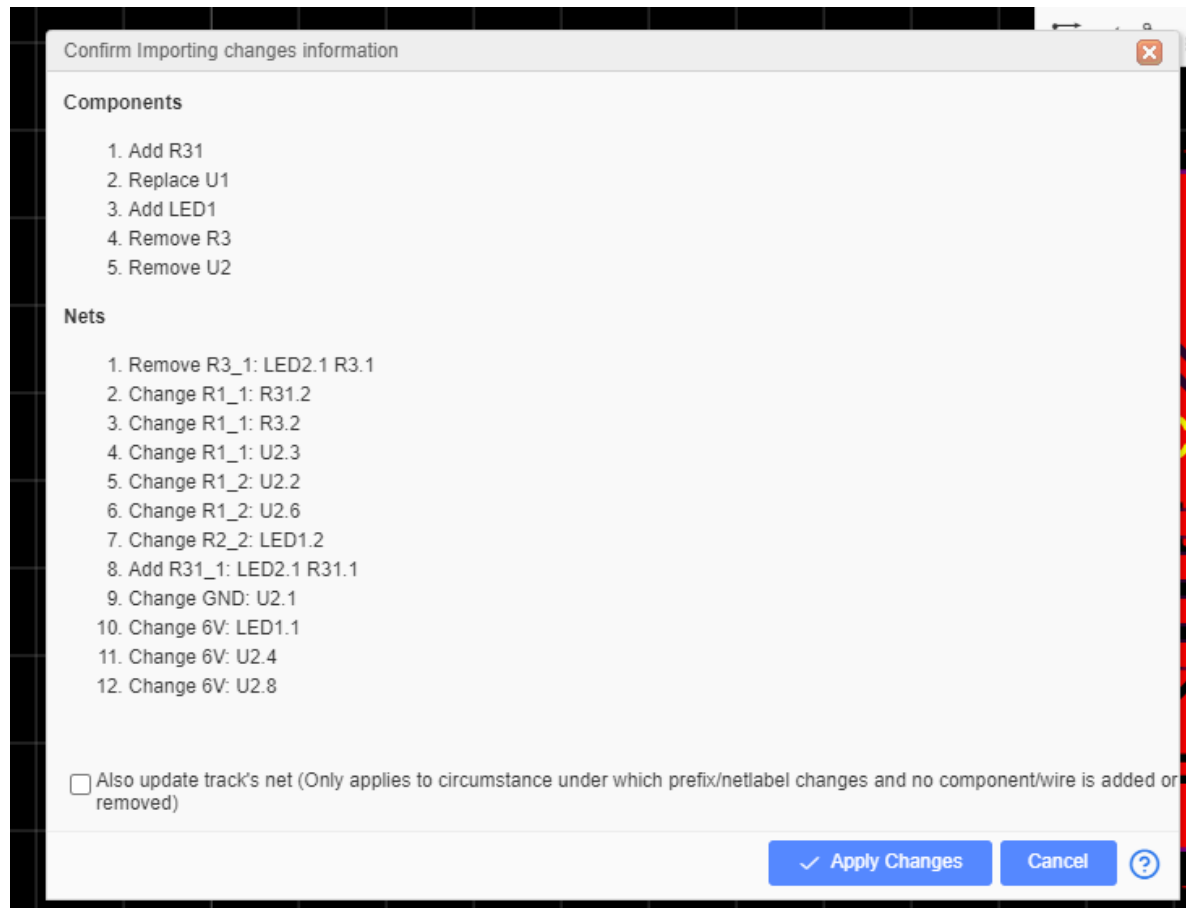 Confirm Importing changes information
Components
1. Add R31
2. Replace U1
3. Add LED1
4. Remove R3
5. Remove U2
Nets
1. Remove R3_1: LED2.1 R3.1
2. Change R1_1: R31.2
3. Change R1_1: R3.2
4. Change R1_1: U2.3
5. Change R1_2: U2.2
6. Change R1_2: U2.6
7. Change R2_2: LED1.2
8. Add R31_1: LED2.1 R31.1
9. Change GND: U2.1
10. Change 6V: LED1.1
11. Change 6V: U2.4
12. Change 6V: U2.8
Also update track's net (Only applies to circumstance under which prefix/netlabel changes and no component/wire is added or
removed)
Apply Changes Cancel ?